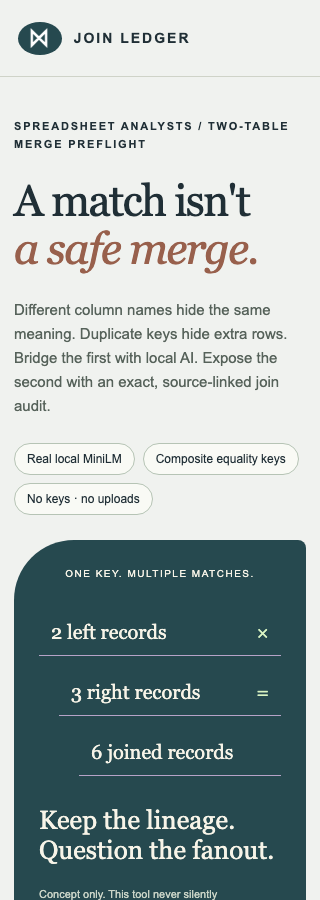 JOIN LEDGER
SPREADSHEET ANALYSTS / TWO-TABLE
MERGE PREFLIGHT
A match isn't
a safe merge.
Different column names hide the same
meaning. Duplicate keys hide extra rows.
Bridge the first with local AI. Expose the
second with an exact, source-linked join
audit.
Real local MiniLM
Composite equality keys
No keys · no uploads
ONE KEY. MULTIPLE MATCHES.
2 left records ×
3 right records =
6 joined records
Keep the lineage.
Question the fanout.
Concept only. This tool never silently